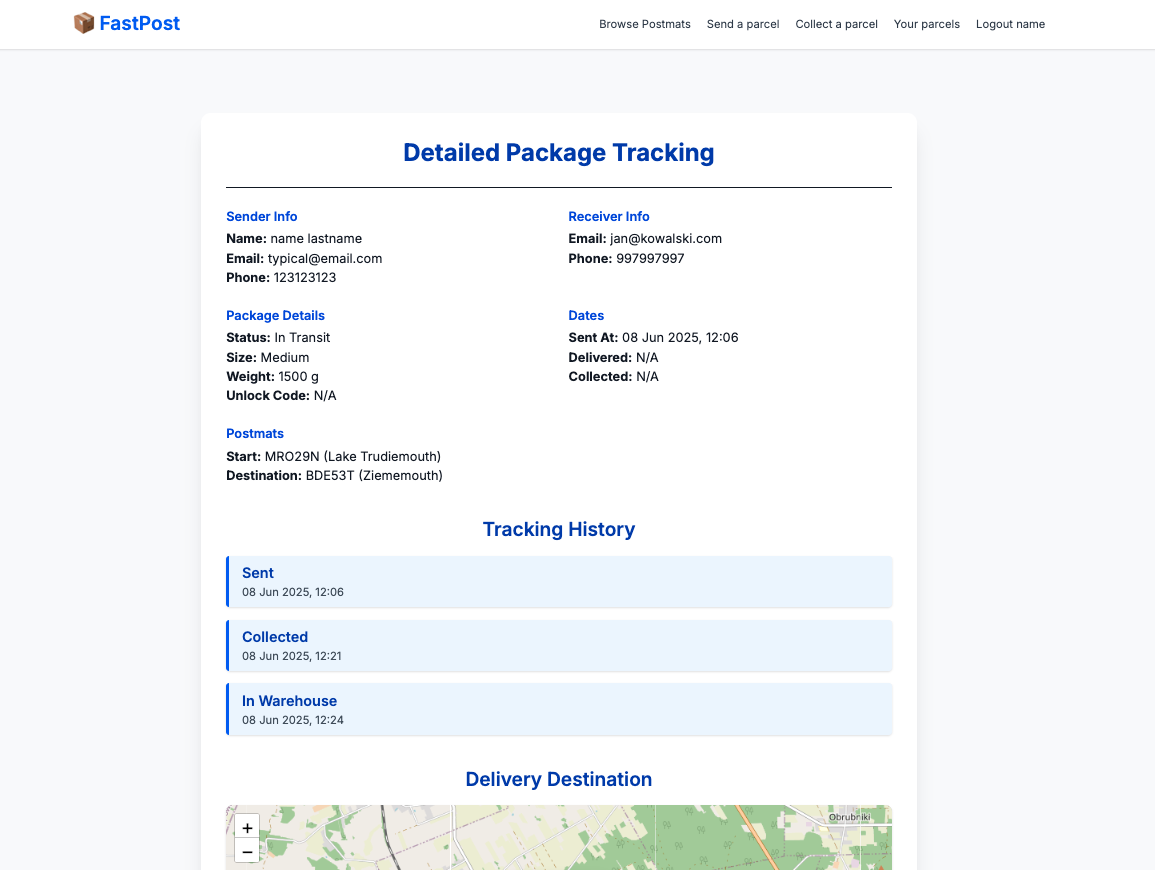 📦 FastPost
Browse Postmats Send a parcel Collect a parcel Your parcels Logout name
Detailed Package Tracking
Sender Info
Name: name lastname
Email: typical@email.com
Phone: 123123123
Receiver Info
Email: jan@kowalski.com
Phone: 997997997
Package Details
Status: In Transit
Size: Medium
Weight: 1500 g
Unlock Code: N/A
Dates
Sent At: 08 Jun 2025, 12:06
Delivered: N/A
Collected: N/A
Postmats
Start: MRO29N (Lake Trudiemouth)
Destination: BDE53T (Ziememouth)
Tracking History
Sent
08 Jun 2025, 12:06
Collected
08 Jun 2025, 12:21
In Warehouse
08 Jun 2025, 12:24
Delivery Destination
+
−
Obrubniki